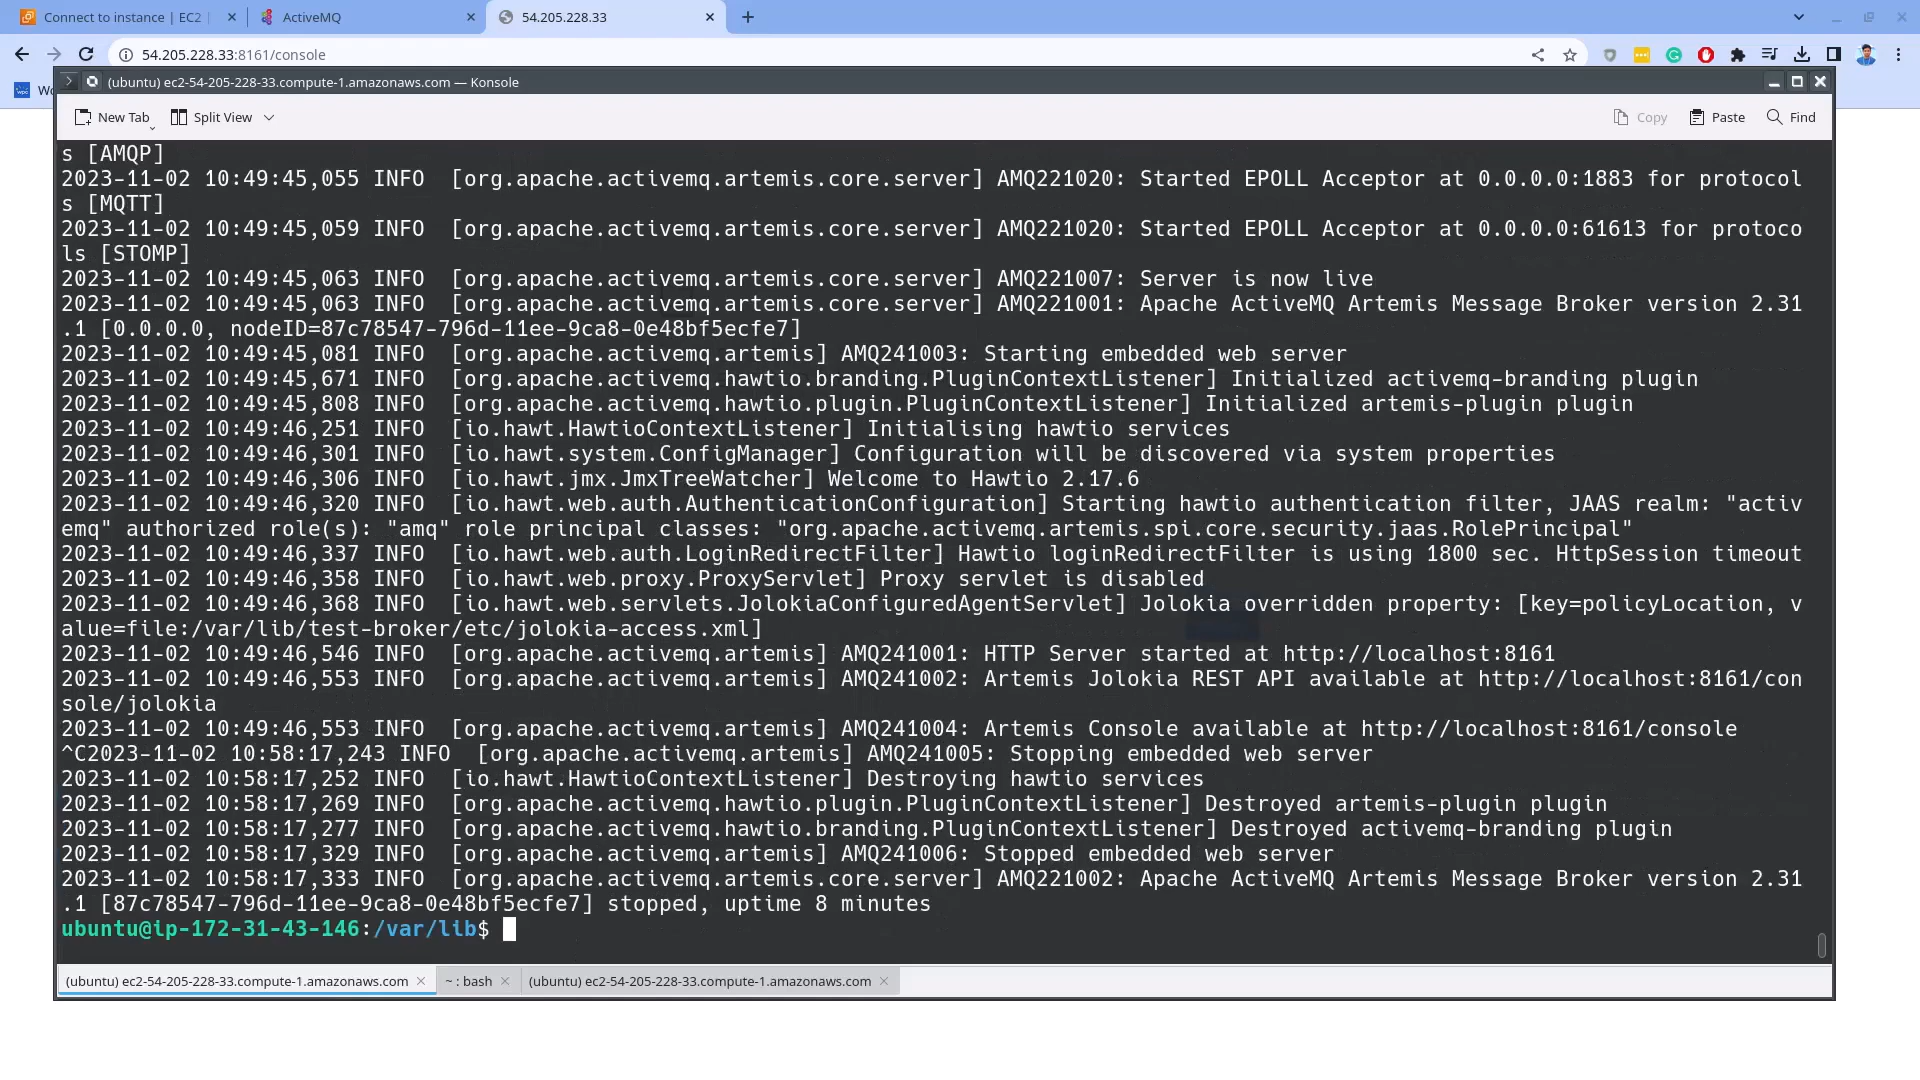 Connect to instance | EC2
ActiveMQ
54.205.228.33
54.205.228.33:8161/console
(ubuntu) ec2-54-205-228-33.compute-1.amazonaws.com — Konsole
New Tab
Split View
Copy
Paste
Find
s [AMQP]
2023-11-02 10:49:45,055 INFO  [org.apache.activemq.artemis.core.server] AMQ221020: Started EPOLL Acceptor at 0.0.0.0:1883 for protocol
s [MQTT]
2023-11-02 10:49:45,059 INFO  [org.apache.activemq.artemis.core.server] AMQ221020: Started EPOLL Acceptor at 0.0.0.0:61613 for protoco
ls [STOMP]
2023-11-02 10:49:45,063 INFO  [org.apache.activemq.artemis.core.server] AMQ221007: Server is now live
2023-11-02 10:49:45,063 INFO  [org.apache.activemq.artemis.core.server] AMQ221001: Apache ActiveMQ Artemis Message Broker version 2.31
.1 [0.0.0.0, nodeID=87c78547-796d-11ee-9ca8-0e48bf5ecfe7]
2023-11-02 10:49:45,081 INFO  [org.apache.activemq.artemis] AMQ241003: Starting embedded web server
2023-11-02 10:49:45,671 INFO  [org.apache.activemq.hawtio.branding.PluginContextListener] Initialized activemq-branding plugin
2023-11-02 10:49:45,808 INFO  [org.apache.activemq.hawtio.plugin.PluginContextListener] Initialized artemis-plugin plugin
2023-11-02 10:49:46,251 INFO  [io.hawt.HawtioContextListener] Initialising hawtio services
2023-11-02 10:49:46,301 INFO  [io.hawt.system.ConfigManager] Configuration will be discovered via system properties
2023-11-02 10:49:46,306 INFO  [io.hawt.jmx.JmxTreeWatcher] Welcome to Hawtio 2.17.6
2023-11-02 10:49:46,320 INFO  [io.hawt.web.auth.AuthenticationConfiguration] Starting hawtio authentication filter, JAAS realm: "activ
emq" authorized role(s): "amq" role principal classes: "org.apache.activemq.artemis.spi.core.security.jaas.RolePrincipal"
2023-11-02 10:49:46,337 INFO  [io.hawt.web.auth.LoginRedirectFilter] Hawtio loginRedirectFilter is using 1800 sec. HttpSession timeout
2023-11-02 10:49:46,358 INFO  [io.hawt.web.proxy.ProxyServlet] Proxy servlet is disabled
2023-11-02 10:49:46,368 INFO  [io.hawt.web.servlets.JolokiaConfiguredAgentServlet] Jolokia overridden property: [key=policyLocation, v
alue=file:/var/lib/test-broker/etc/jolokia-access.xml]
2023-11-02 10:49:46,546 INFO  [org.apache.activemq.artemis] AMQ241001: HTTP Server started at http://localhost:8161
2023-11-02 10:49:46,553 INFO  [org.apache.activemq.artemis] AMQ241002: Artemis Jolokia REST API available at http://localhost:8161/con
sole/jolokia
2023-11-02 10:49:46,553 INFO  [org.apache.activemq.artemis] AMQ241004: Artemis Console available at http://localhost:8161/console
^C2023-11-02 10:58:17,243 INFO  [org.apache.activemq.artemis] AMQ241005: Stopping embedded web server
2023-11-02 10:58:17,252 INFO  [io.hawt.HawtioContextListener] Destroying hawtio services
2023-11-02 10:58:17,269 INFO  [org.apache.activemq.hawtio.plugin.PluginContextListener] Destroyed artemis-plugin plugin
2023-11-02 10:58:17,277 INFO  [org.apache.activemq.hawtio.branding.PluginContextListener] Destroyed activemq-branding plugin
2023-11-02 10:58:17,329 INFO  [org.apache.activemq.artemis] AMQ241006: Stopped embedded web server
2023-11-02 10:58:17,333 INFO  [org.apache.activemq.artemis.core.server] AMQ221002: Apache ActiveMQ Artemis Message Broker version 2.31
.1 [87c78547-796d-11ee-9ca8-0e48bf5ecfe7] stopped, uptime 8 minutes
ubuntu@ip-172-31-43-146:/var/lib$
(ubuntu) ec2-54-205-228-33.compute-1.amazonaws.com
~ : bash
(ubuntu) ec2-54-205-228-33.compute-1.amazonaws.com